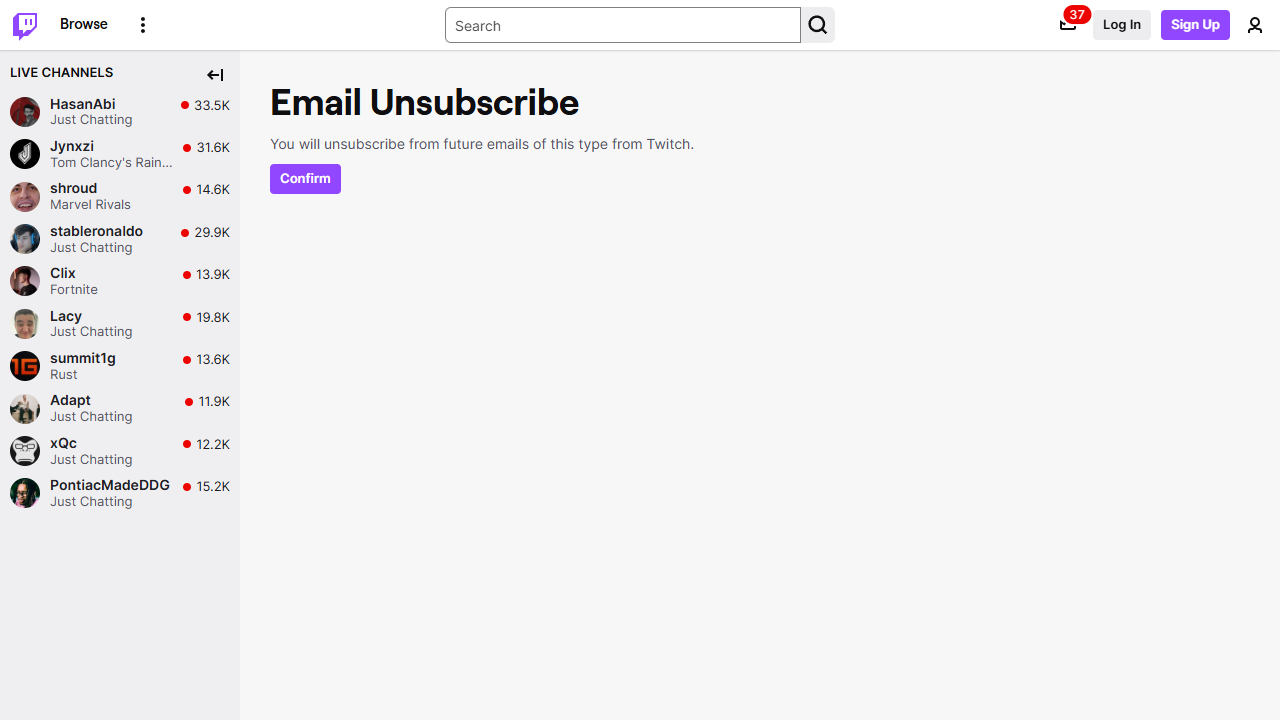 Browse
Search
37
Log In
Sign Up
LIVE CHANNELS
HasanAbi
33.5K
Just Chatting
Jynxzi
31.6K
Tom Clancy's Rain...
shroud
14.6K
Marvel Rivals
stableronaldo
29.9K
Just Chatting
Clix
13.9K
Fortnite
Lacy
19.8K
Just Chatting
summit1g
13.6K
Rust
1G
Adapt
11.9K
Just Chatting
xQc
12.2K
Just Chatting
PontiacMadeDDG
15.2K
Just Chatting
Email Unsubscribe
You will unsubscribe from future emails of this type from Twitch.
Confirm